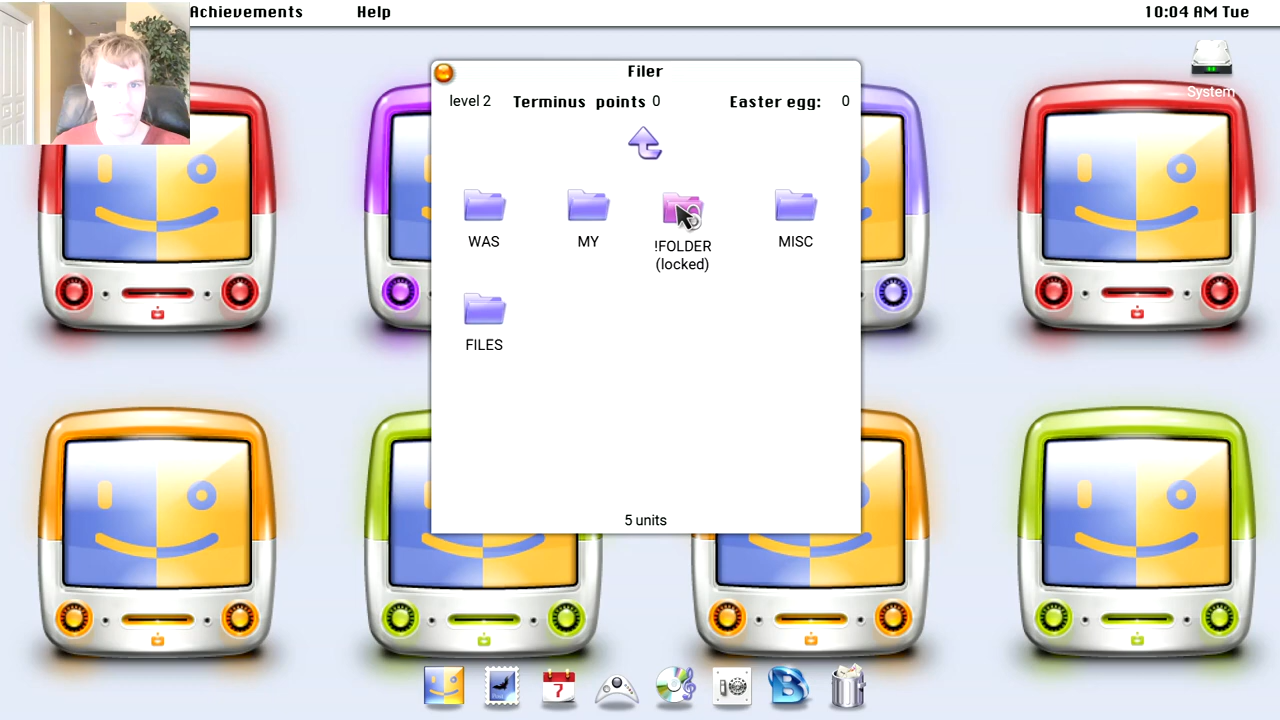 Achievements Help 10:04 AM Tue
System
Filer
level 2 Terminus points 0 Easter egg: 0
WAS MY !FOLDER (locked) MISC
FILES
5 units
7